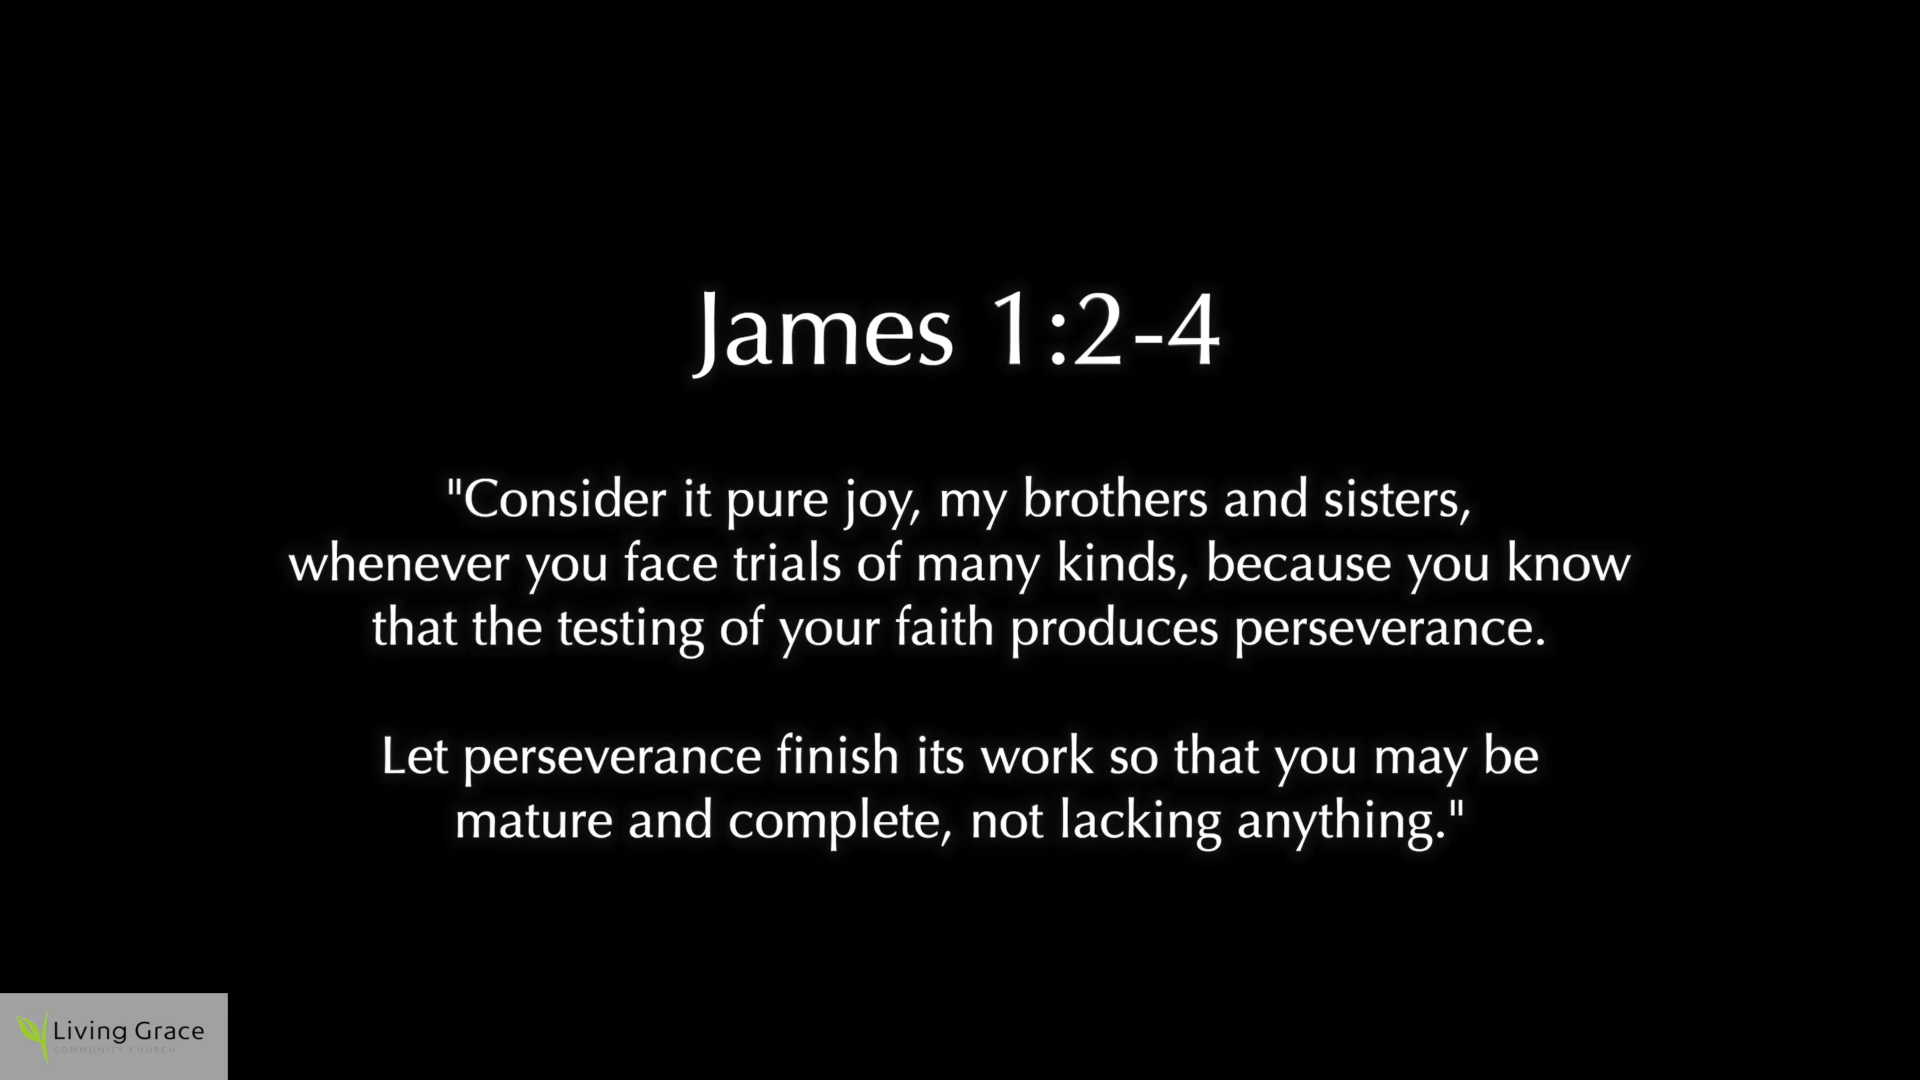 James 1:2-4
"Consider it pure joy, my brothers and sisters,
whenever you face trials of many kinds, because you know
that the testing of your faith produces perseverance.
Let perseverance finish its work so that you may be
mature and complete, not lacking anything."
Living Grace
COMMUNITY CHURCH